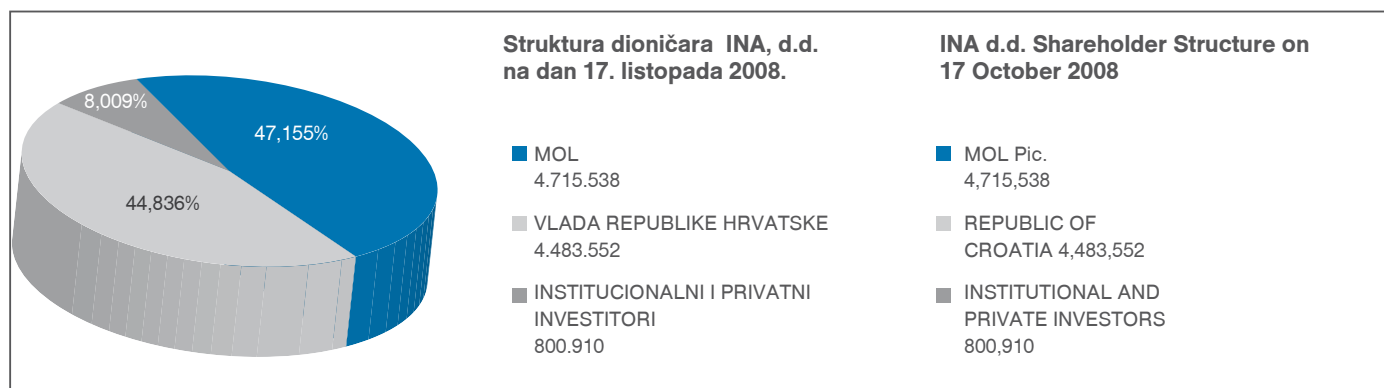 8,009%
47,155%
44,836%
Struktura dioničara INA, d.d.
na dan 17. listopada 2008.
MOL
4.715.538
VLADA REPUBLIKE HRVATSKE
4.483.552
INSTITUCIONALNI I PRIVATNI
INVESTITORI
800.910
INA d.d. Shareholder Structure on
17 October 2008
MOL Pic.
4,715,538
REPUBLIC OF
CROATIA 4,483,552
INSTITUTIONAL AND
PRIVATE INVESTORS
800,910